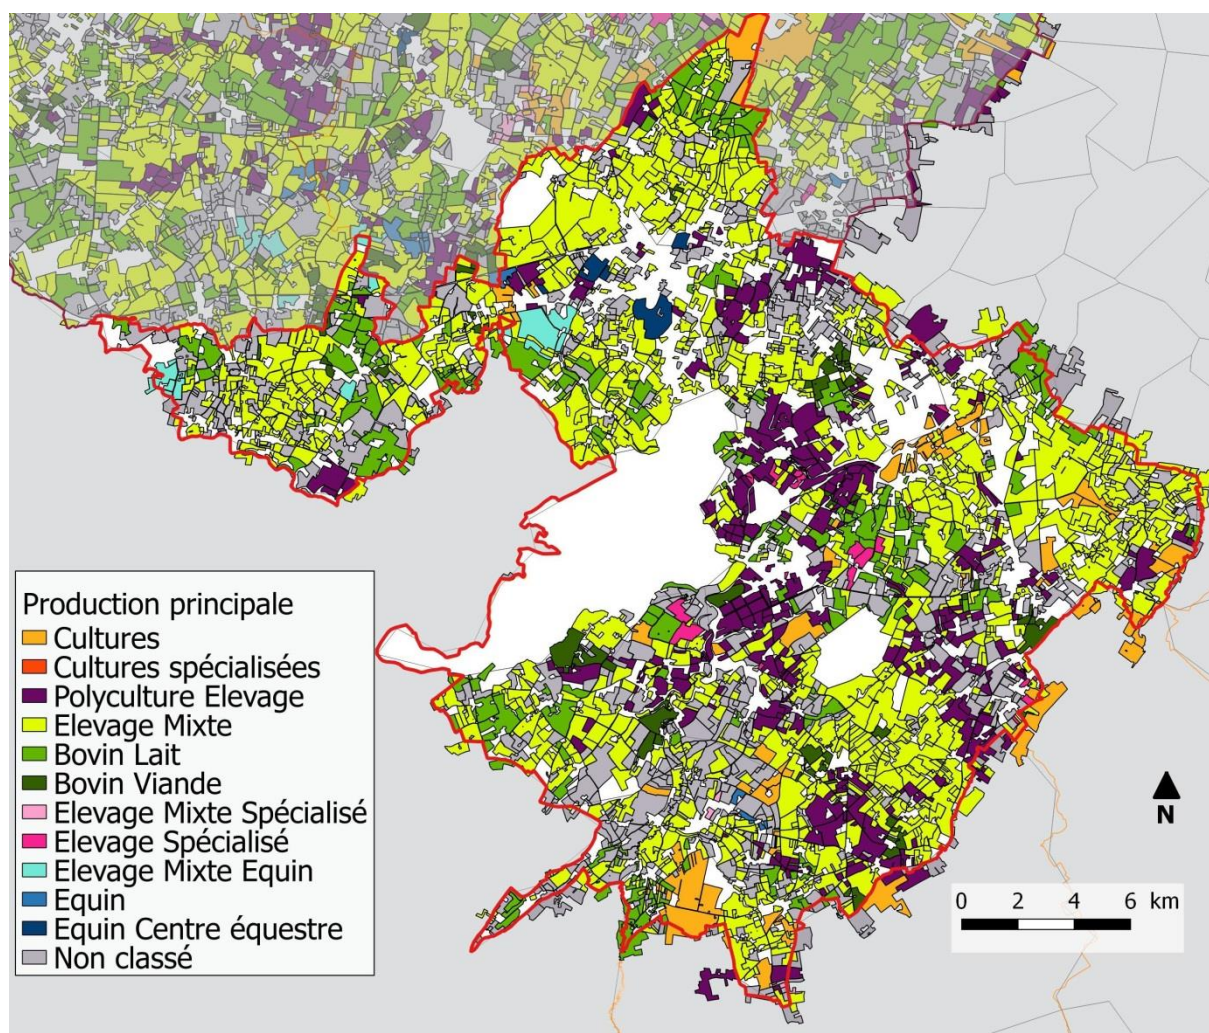 Production principale
Cultures
Cultures spécialisées
Polyculture Elevage
Elevage Mixte
Bovin Lait
Bovin Viande
Elevage Mixte Spécialisé
Elevage Spécialisé
Elevage Mixte Equin
Equin
Equin Centre équestre
Non classé
N
0 2 4 6 km